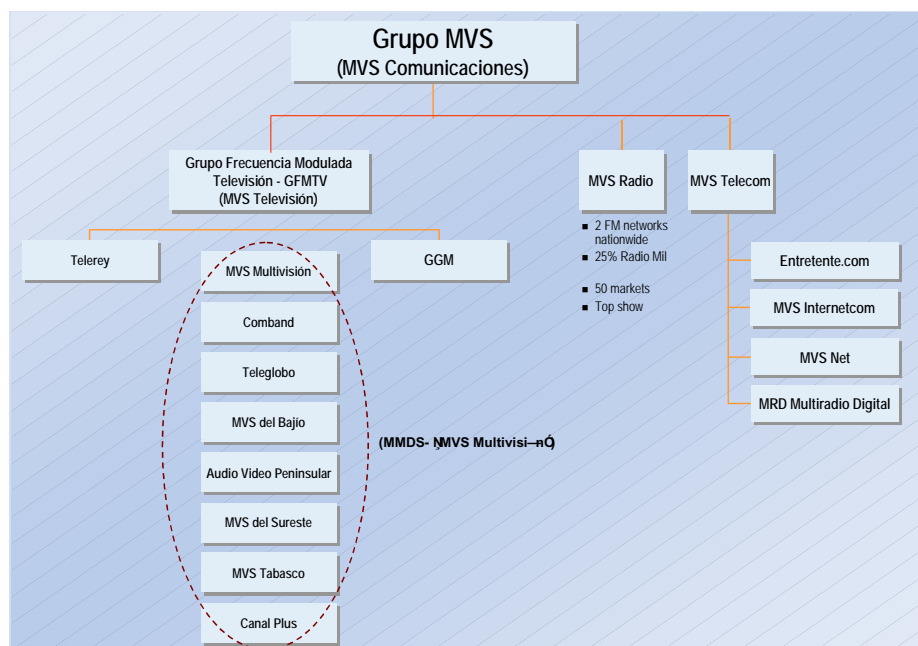 Grupo MVS
(MVS Comunicaciones)
Grupo Frecuencia Modulada
Televisión - GFMTV
(MVS Televisión)
MVS Radio
MVS Telecom
■ 2 FM networks
nationwide
■ 25% Radio Mil
■ 50 markets
■ Top show
Telerey
GGM
MVS Multivisión
Comband
Teleglobo
MVS del Bajío
Audio Video Peninsular
MVS del Sureste
MVS Tabasco
Canal Plus
(MMDS- MVS Multivisi—nÓ)
Entretente.com
MVS Internetcom
MVS Net
MRD Multiradio Digital